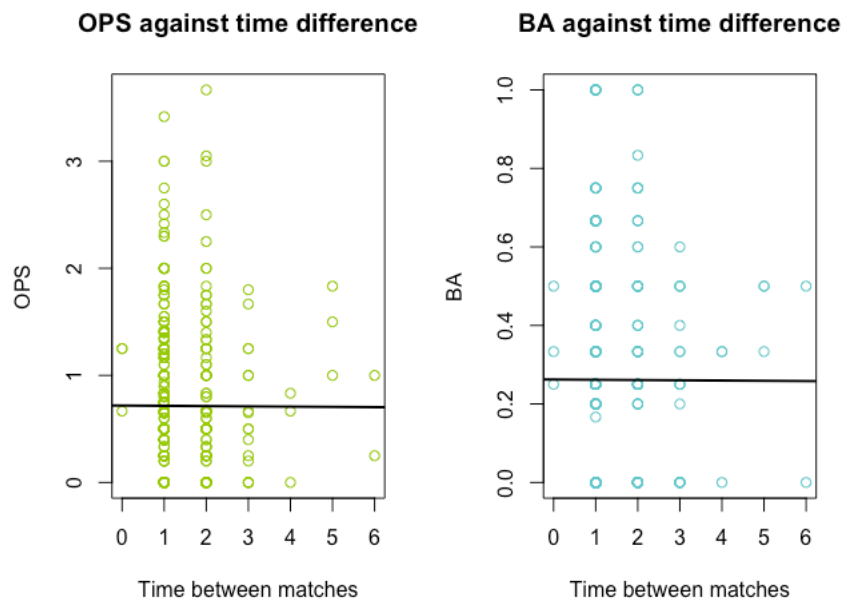 OPS against time difference
OPS
0
1
2
3
0 1 2 3 4 5 6
Time between matches
BA against time difference
BA
0.0
0.2
0.4
0.6
0.8
1.0
0 1 2 3 4 5 6
Time between matches